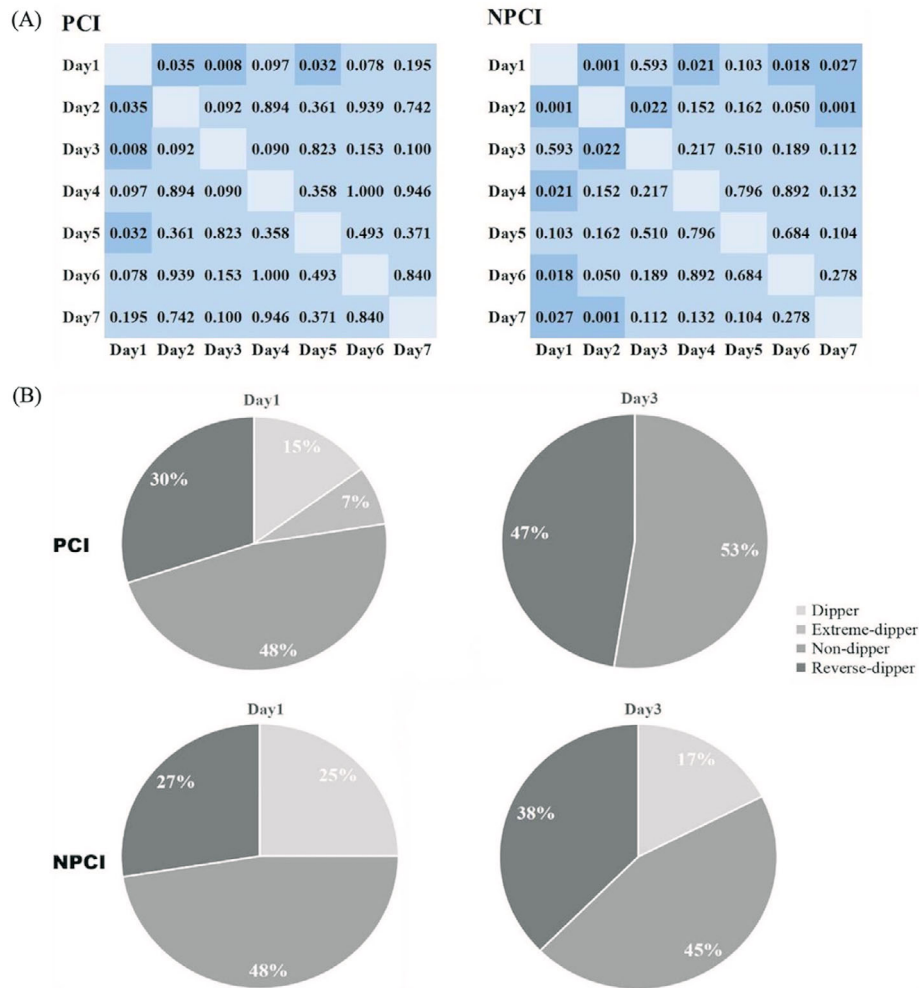 (A)
PCI
Day1 0.035 0.008 0.097 0.032 0.078 0.195
Day2 0.035 0.092 0.894 0.361 0.939 0.742
Day3 0.008 0.092 0.090 0.823 0.153 0.100
Day4 0.097 0.894 0.090 0.358 1.000 0.946
Day5 0.032 0.361 0.823 0.358 0.493 0.371
Day6 0.078 0.939 0.153 1.000 0.493 0.840
Day7 0.195 0.742 0.100 0.946 0.371 0.840
Day1 Day2 Day3 Day4 Day5 Day6 Day7
NPCI
Day1 0.001 0.593 0.021 0.103 0.018 0.027
Day2 0.001 0.022 0.152 0.162 0.050 0.001
Day3 0.593 0.022 0.217 0.510 0.189 0.112
Day4 0.021 0.152 0.217 0.796 0.892 0.132
Day5 0.103 0.162 0.510 0.796 0.684 0.104
Day6 0.018 0.050 0.189 0.892 0.684 0.278
Day7 0.027 0.001 0.112 0.132 0.104 0.278
Day1 Day2 Day3 Day4 Day5 Day6 Day7
(B)
PCI
Day1
15%
7%
48%
30%
Day3
53%
47%
Dipper
Extreme-dipper
Non-dipper
Reverse-dipper
NPCI
Day1
25%
48%
27%
Day3
17%
45%
38%